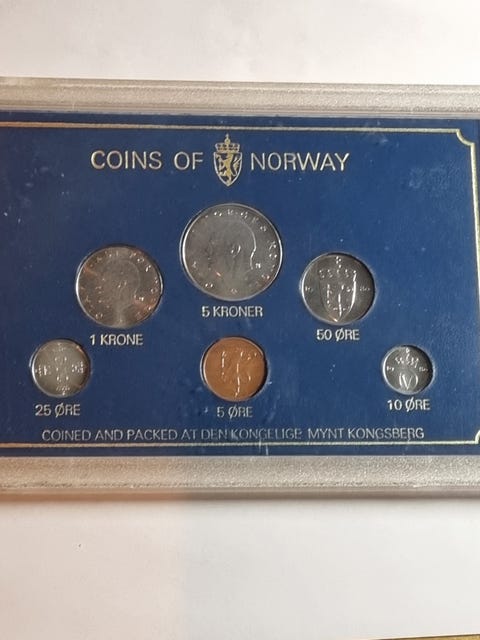 COINS OF NORWAY
5 KRONER
1 KRONE
50 ØRE
25 ØRE
5 ØRE
10 ØRE
COINED AND PACKED AT DEN KONGELIGE MYNT KONGSBERG